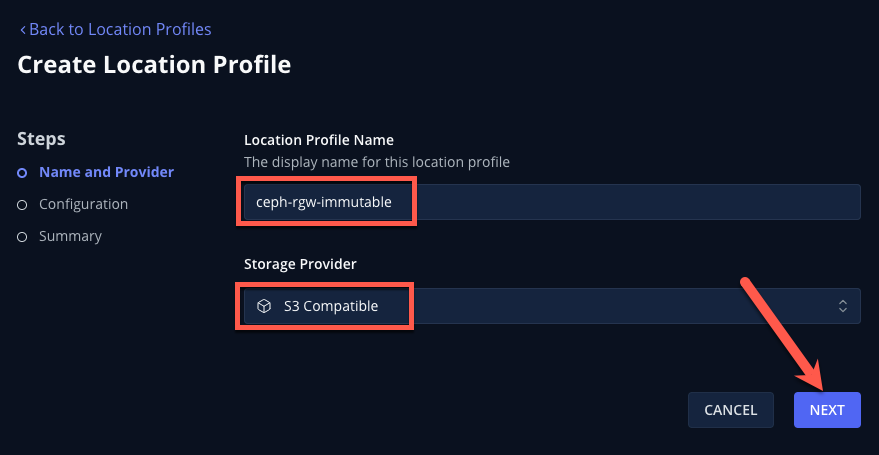 Back to Location Profiles
Create Location Profile
Steps
Name and Provider
Configuration
Summary
Location Profile Name
The display name for this location profile
ceph-rgw-immutable
Storage Provider
S3 Compatible
CANCEL
NEXT